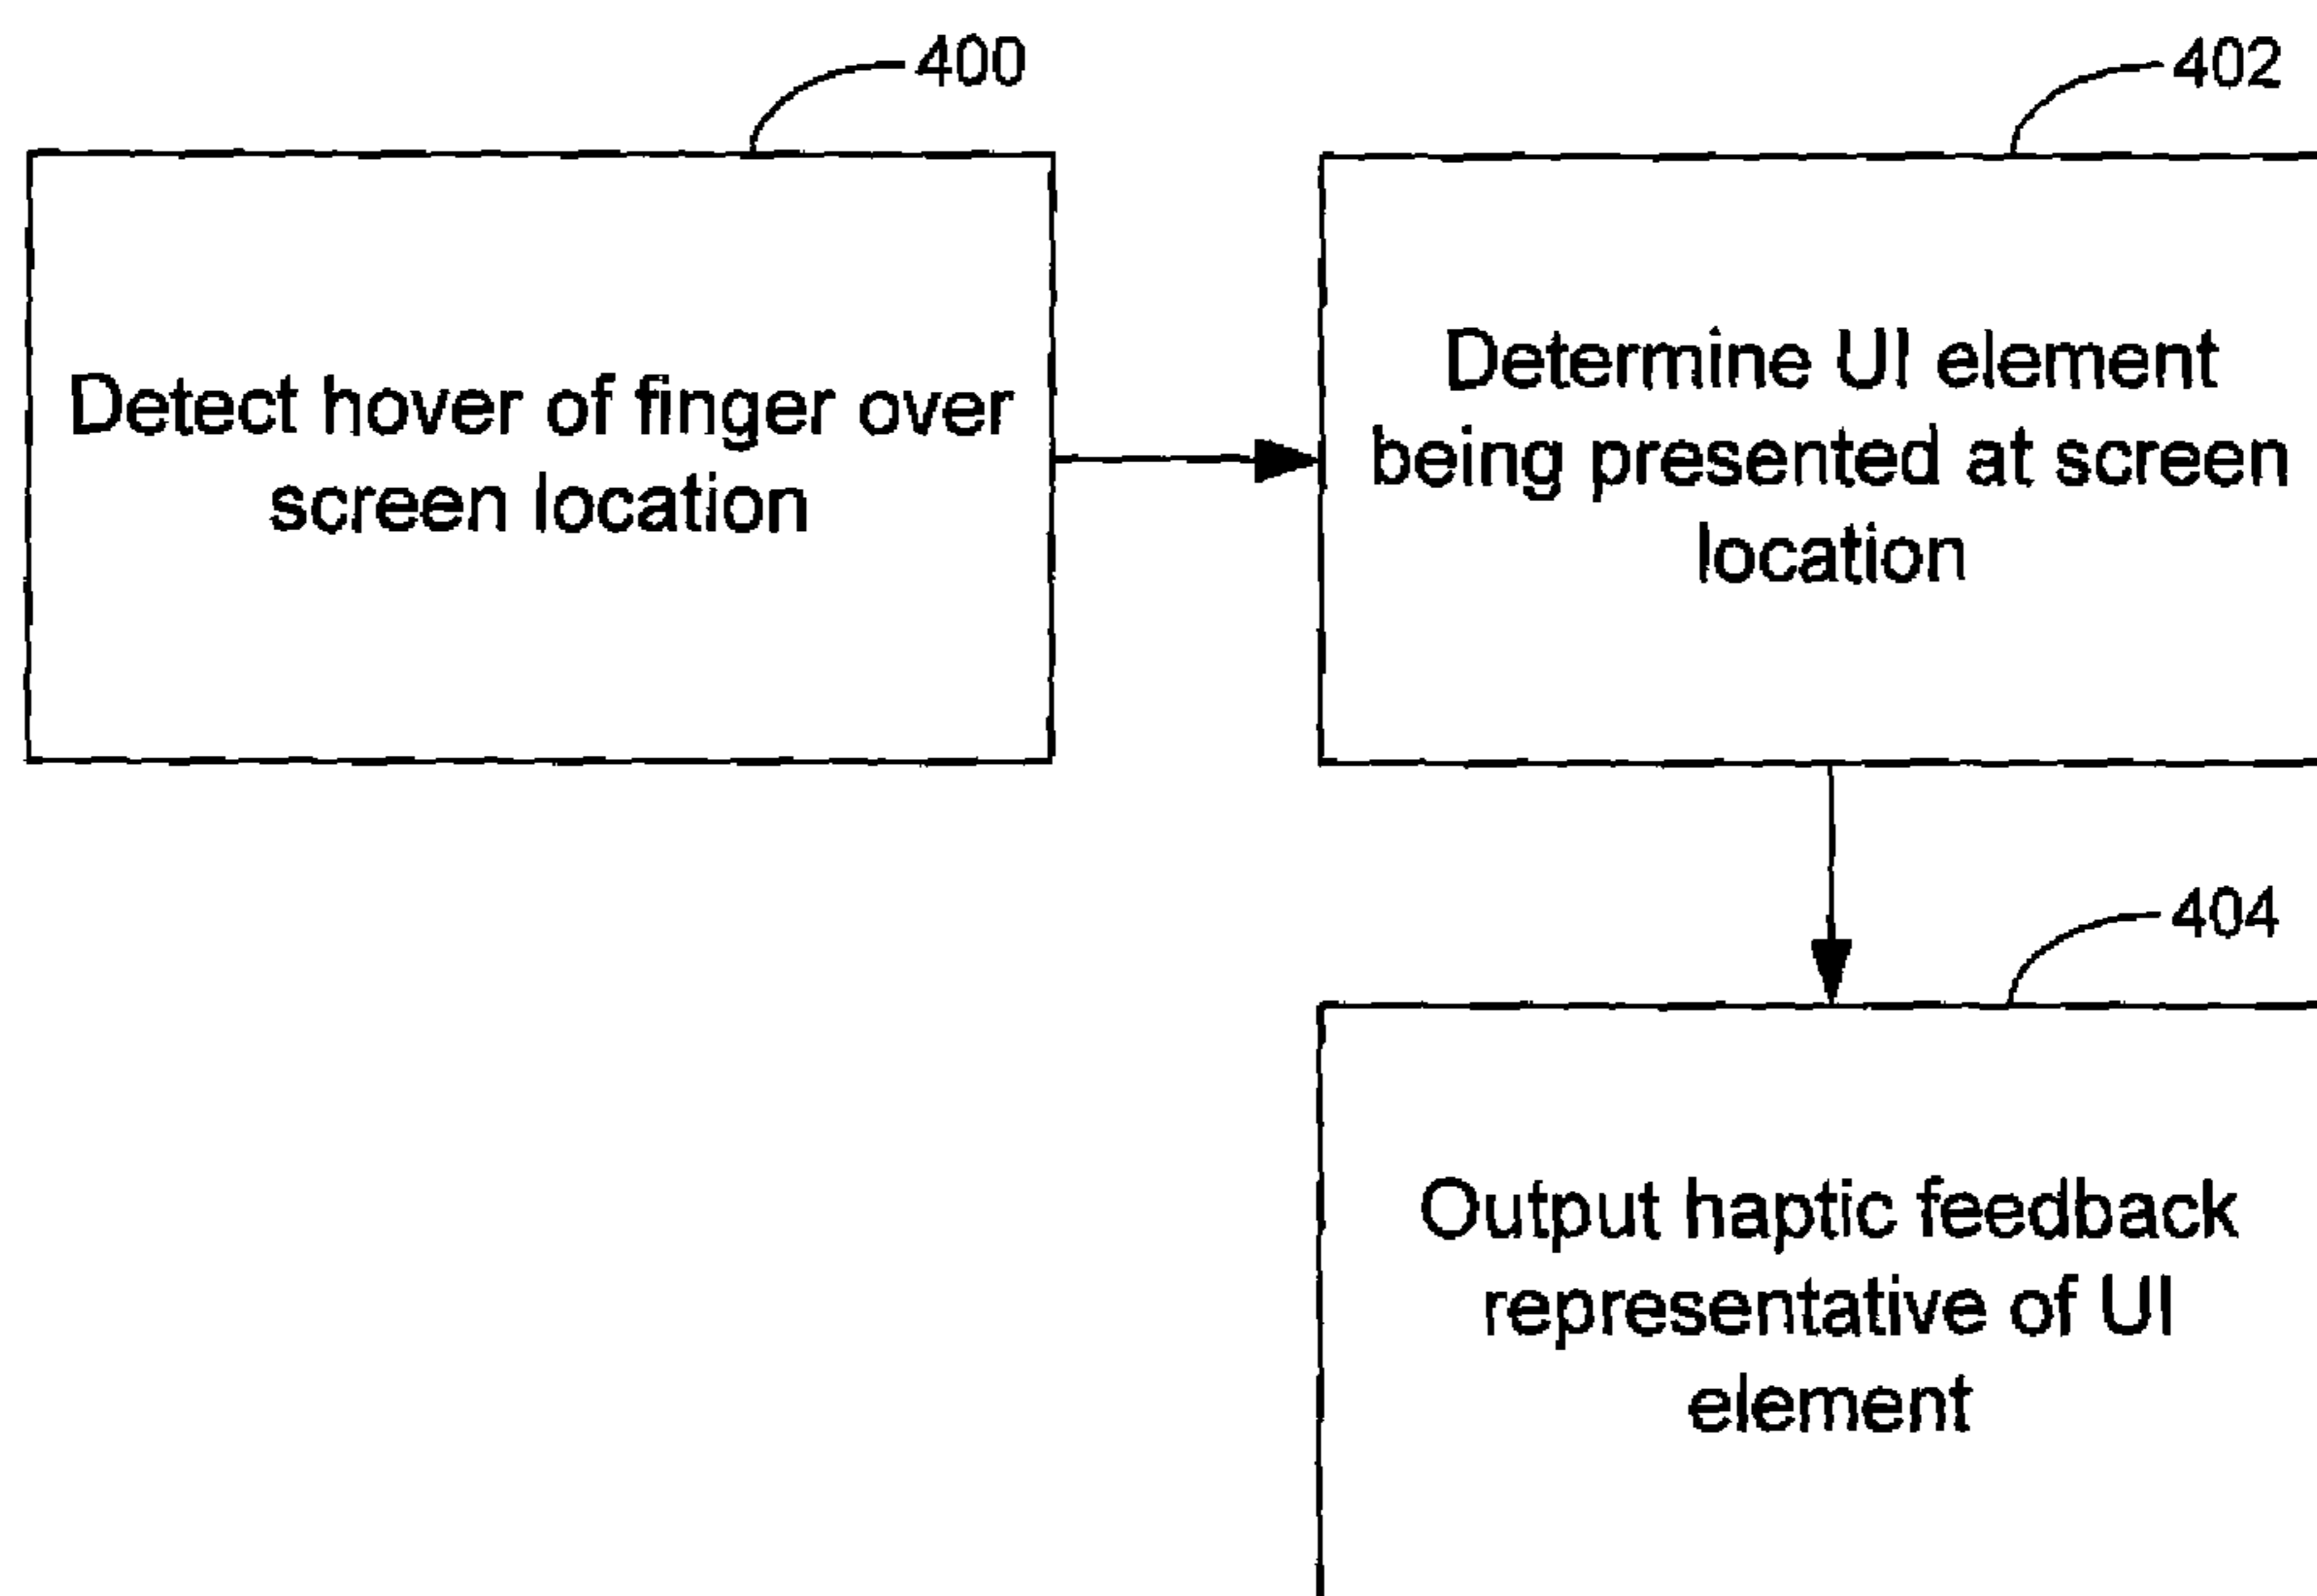 400
402
Detect hover of finger over
screen location
Determine UI element
being presented at screen
location
404
Output haptic feedback
representative of UI
element